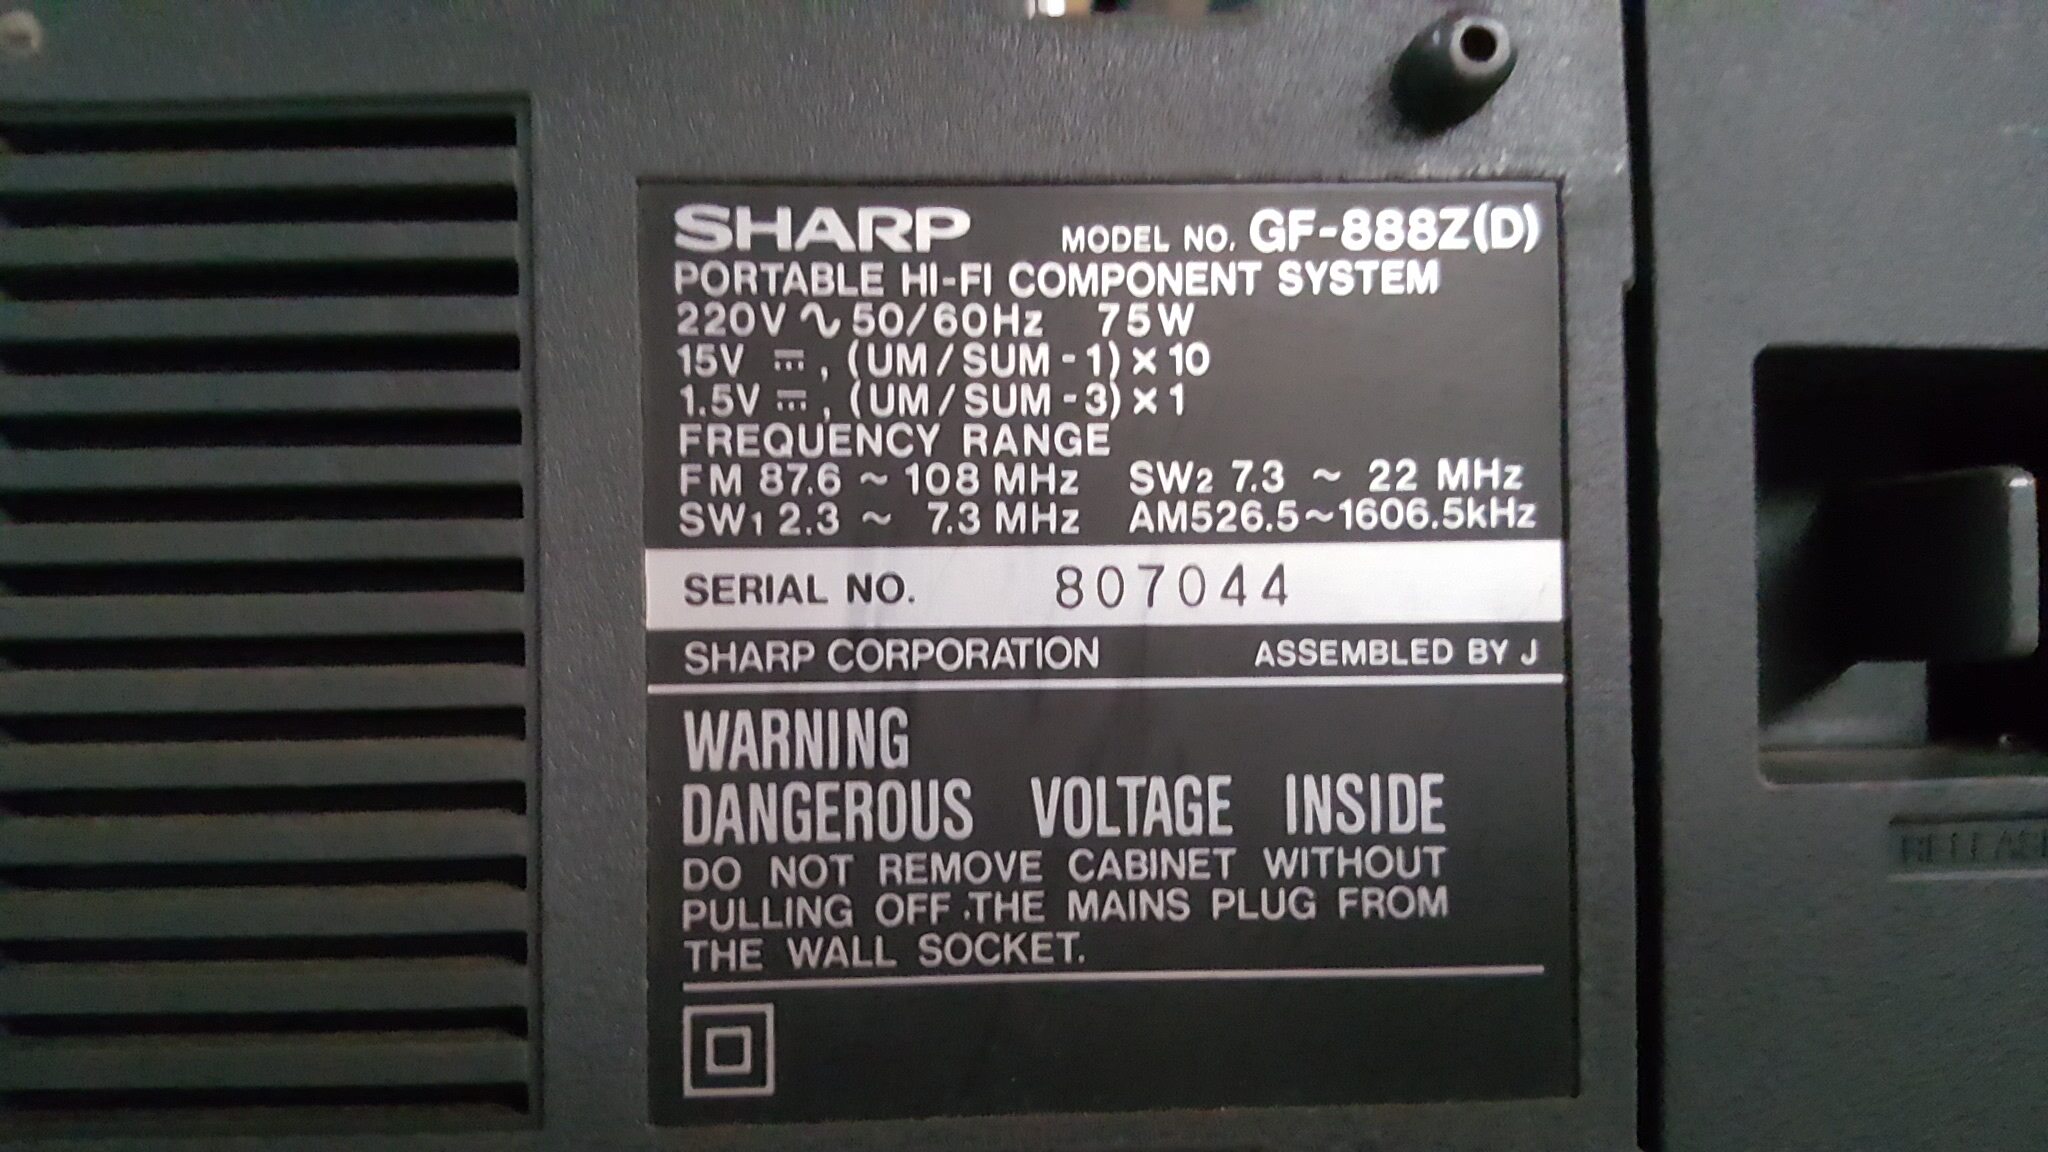 SHARP MODEL NO. GF-888Z(D)
PORTABLE HI-FI COMPONENT SYSTEM
220V ∿ 50/60Hz 75W
15V ⎓, (UM/SUM-1)×10
1.5V ⎓, (UM/SUM-3)×1
FREQUENCY RANGE
FM 87.6 ~ 108 MHz SW2 7.3 ~ 22 MHz
SW1 2.3 ~ 7.3 MHz AM526.5~1606.5kHz
SERIAL NO. 807044
SHARP CORPORATION ASSEMBLED BY J
WARNING
DANGEROUS VOLTAGE INSIDE
DO NOT REMOVE CABINET WITHOUT
PULLING OFF THE MAINS PLUG FROM
THE WALL SOCKET.